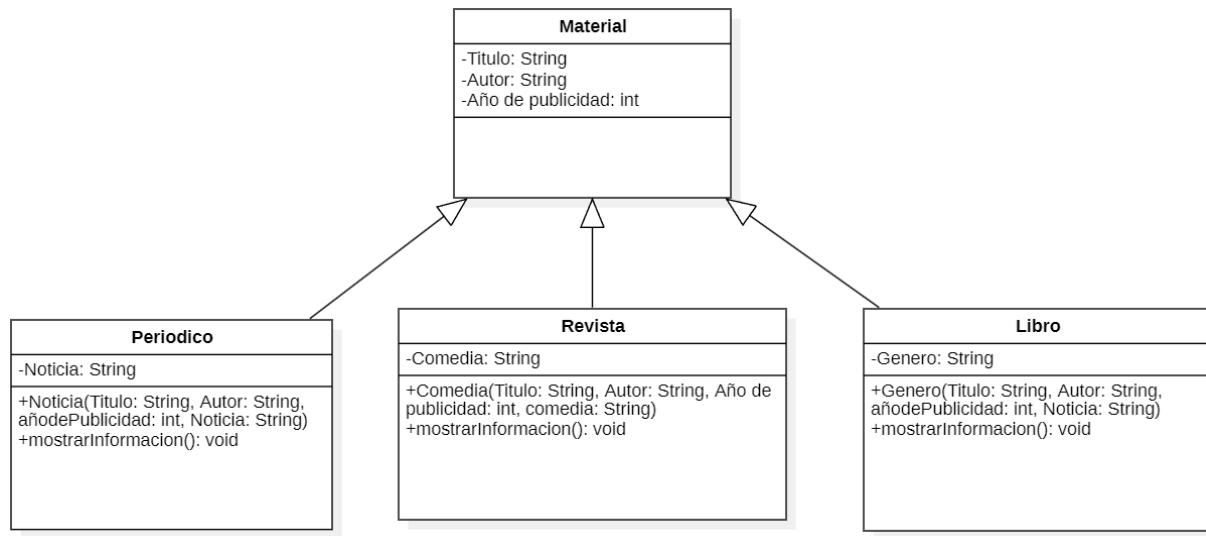 Material
-Titulo: String
-Autor: String
-Año de publicidad: int
Periodico
-Noticia: String
+Noticia(Titulo: String, Autor: String,
añodePublicidad: int, Noticia: String)
+mostrarInformacion(): void
Revista
-Comedia: String
+Comedia(Titulo: String, Autor: String, Año de
publicidad: int, comedia: String)
+mostrarInformacion(): void
Libro
-Genero: String
+Genero(Titulo: String, Autor: String,
añodePublicidad: int, Noticia: String)
+mostrarInformacion(): void